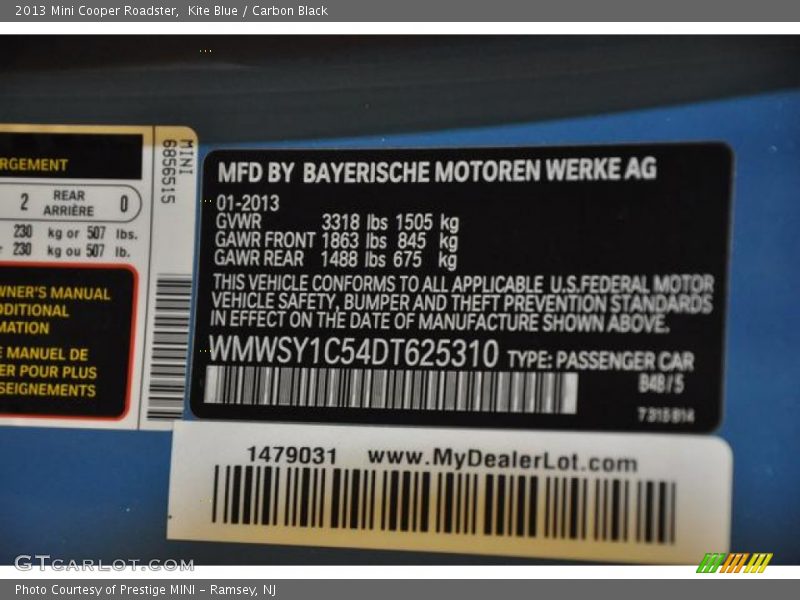 2013 Mini Cooper Roadster, Kite Blue / Carbon Black
RGEMENT
2 REAR ARRIÈRE 0
230 kg or 507 lbs.
230 kg ou 507 lb.
WNER'S MANUAL
DDITIONAL
MATION
E MANUEL DE
ER POUR PLUS
SEIGNEMENTS
MINI
6856515
MFD BY BAYERISCHE MOTOREN WERKE AG
01-2013
GVWR 3318 lbs 1505 kg
GAWR FRONT 1863 lbs 845 kg
GAWR REAR 1488 lbs 675 kg
THIS VEHICLE CONFORMS TO ALL APPLICABLE U.S.FEDERAL MOTOR
VEHICLE SAFETY, BUMPER AND THEFT PREVENTION STANDARDS
IN EFFECT ON THE DATE OF MANUFACTURE SHOWN ABOVE.
WMWSY1C54DT625310 TYPE: PASSENGER CAR
B48/5
7 315 814
1479031 www.MyDealerLot.com
GTCARLOT.COM
Photo Courtesy of Prestige MINI - Ramsey, NJ